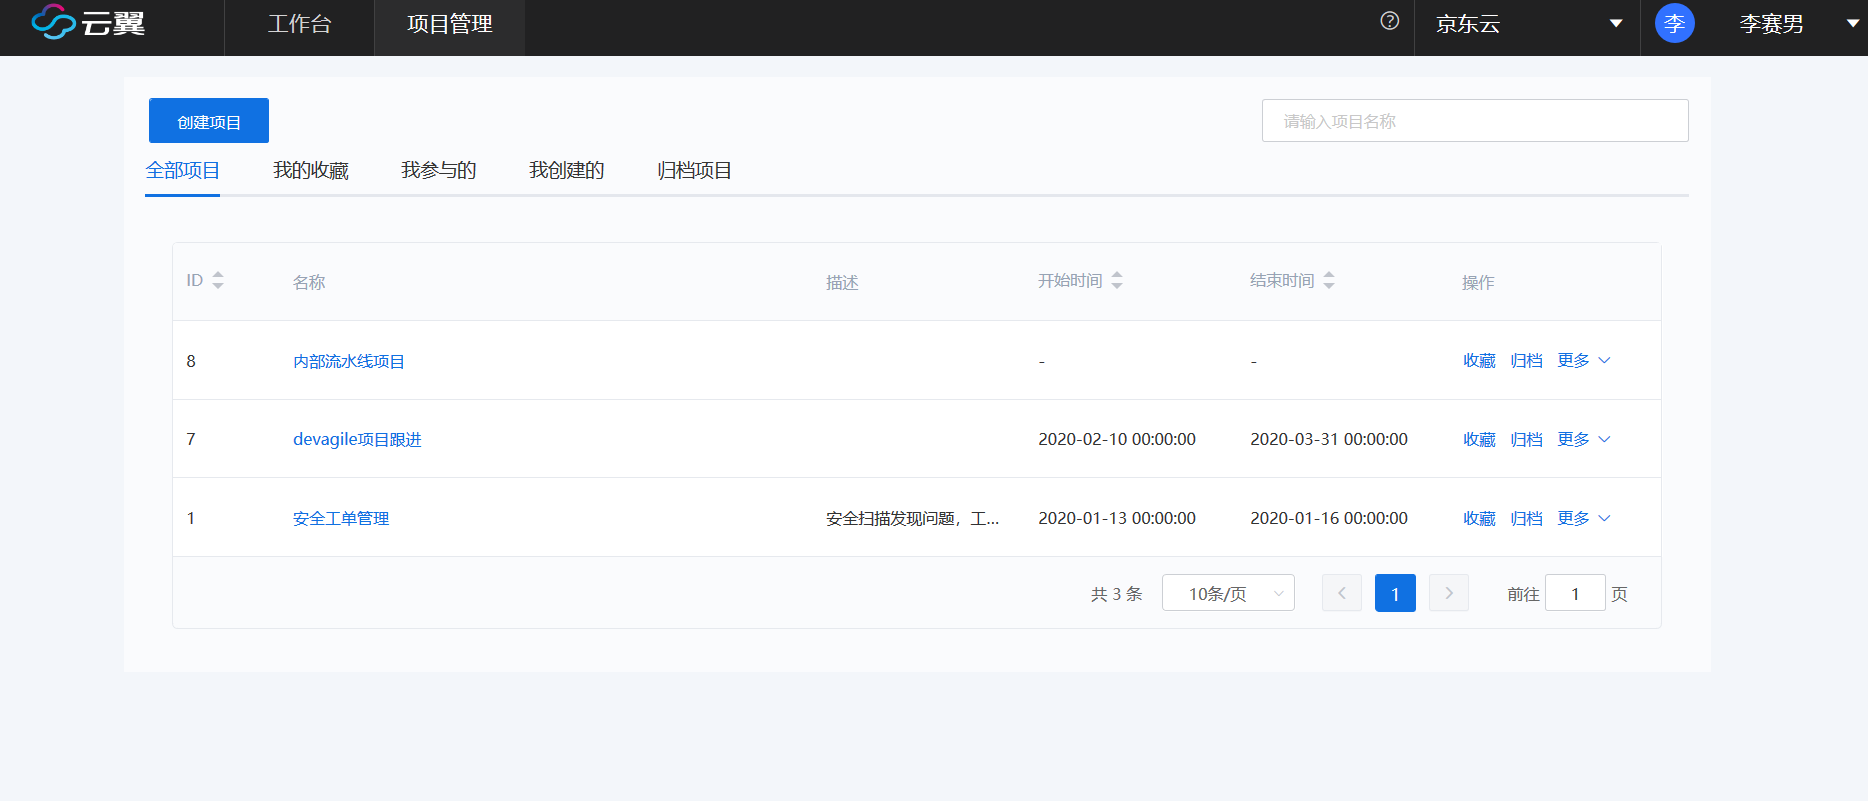 云翼 工作台 项目管理 京东云 李 李赛男
创建项目 请输入项目名称
全部项目 我的收藏 我参与的 我创建的 归档项目
ID 名称 描述 开始时间 结束时间 操作
8 内部流水线项目 - - 收藏 归档 更多
7 devagile项目跟进 2020-02-10 00:00:00 2020-03-31 00:00:00 收藏 归档 更多
1 安全工单管理 安全扫描发现问题，工... 2020-01-13 00:00:00 2020-01-16 00:00:00 收藏 归档 更多
共 3 条 10条/页 1 前往 1 页